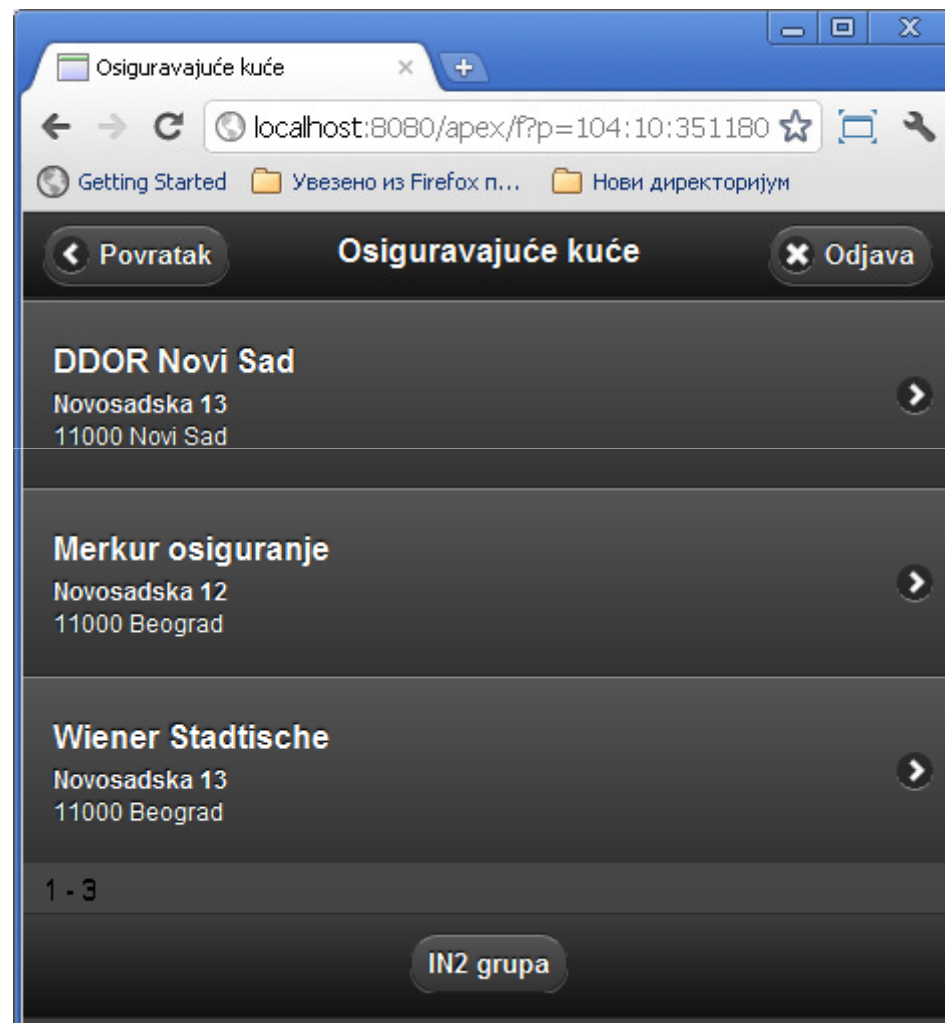 Osiguravajuće kuće
localhost:8080/apex/f?p=104:10:351180
Getting Started Увезено из Firefox п... Нови директоријум
Povratak Osiguravajuće kuće Odjava
DDOR Novi Sad
Novosadska 13
11000 Novi Sad
Merkur osiguranje
Novosadska 12
11000 Beograd
Wiener Stadtische
Novosadska 13
11000 Beograd
1 - 3
IN2 grupa